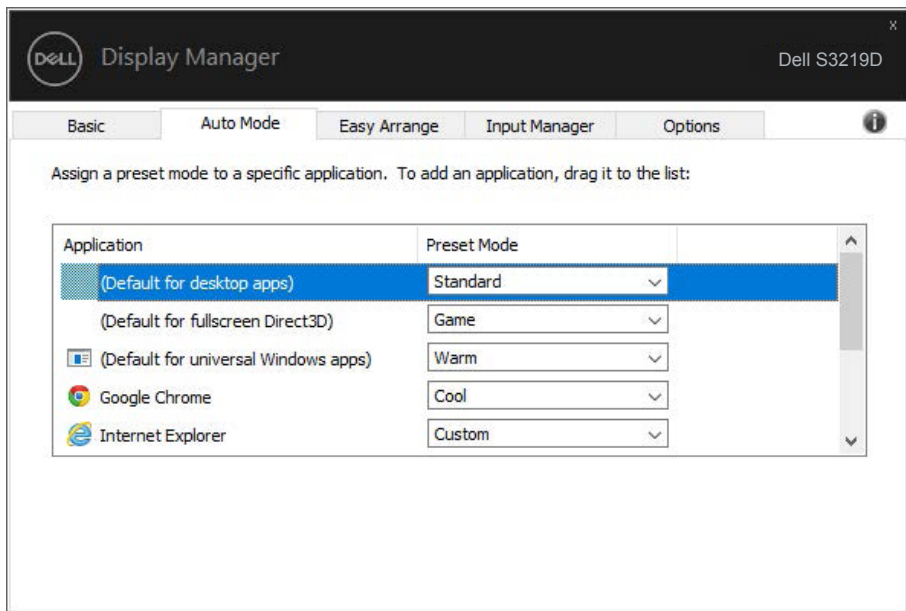 x
DELL Display Manager
Dell S3219D
Basic Auto Mode Easy Arrange Input Manager Options
Assign a preset mode to a specific application. To add an application, drag it to the list:
Application Preset Mode
(Default for desktop apps) Standard
(Default for fullscreen Direct3D) Game
(Default for universal Windows apps) Warm
Google Chrome Cool
Internet Explorer Custom